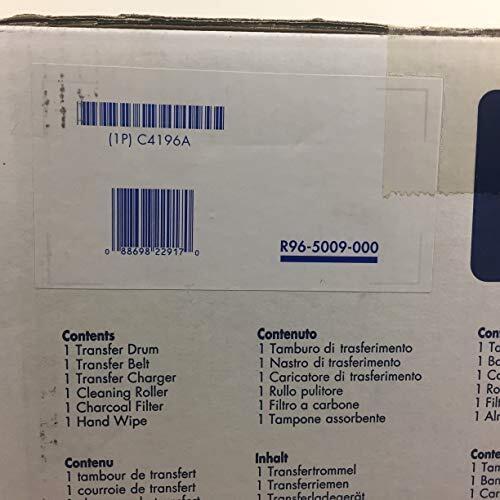 (1P) C4196A
0 88698 22917 0
R96-5009-000
Contents
1 Transfer Drum
1 Transfer Belt
1 Transfer Charger
1 Cleaning Roller
1 Charcoal Filter
1 Hand Wipe
Contenuto
1 Tamburo di trasferimento
1 Nastro di trasferimento
1 Caricatore di trasferimento
1 Rullo pulitore
1 Filtro a carbone
1 Tampone assorbente
Contenu
1 tambour de transfert
1 courroie de transfert
Inhalt
1 Transfertrommel
1 Transferriemen
1 Transferladegerät